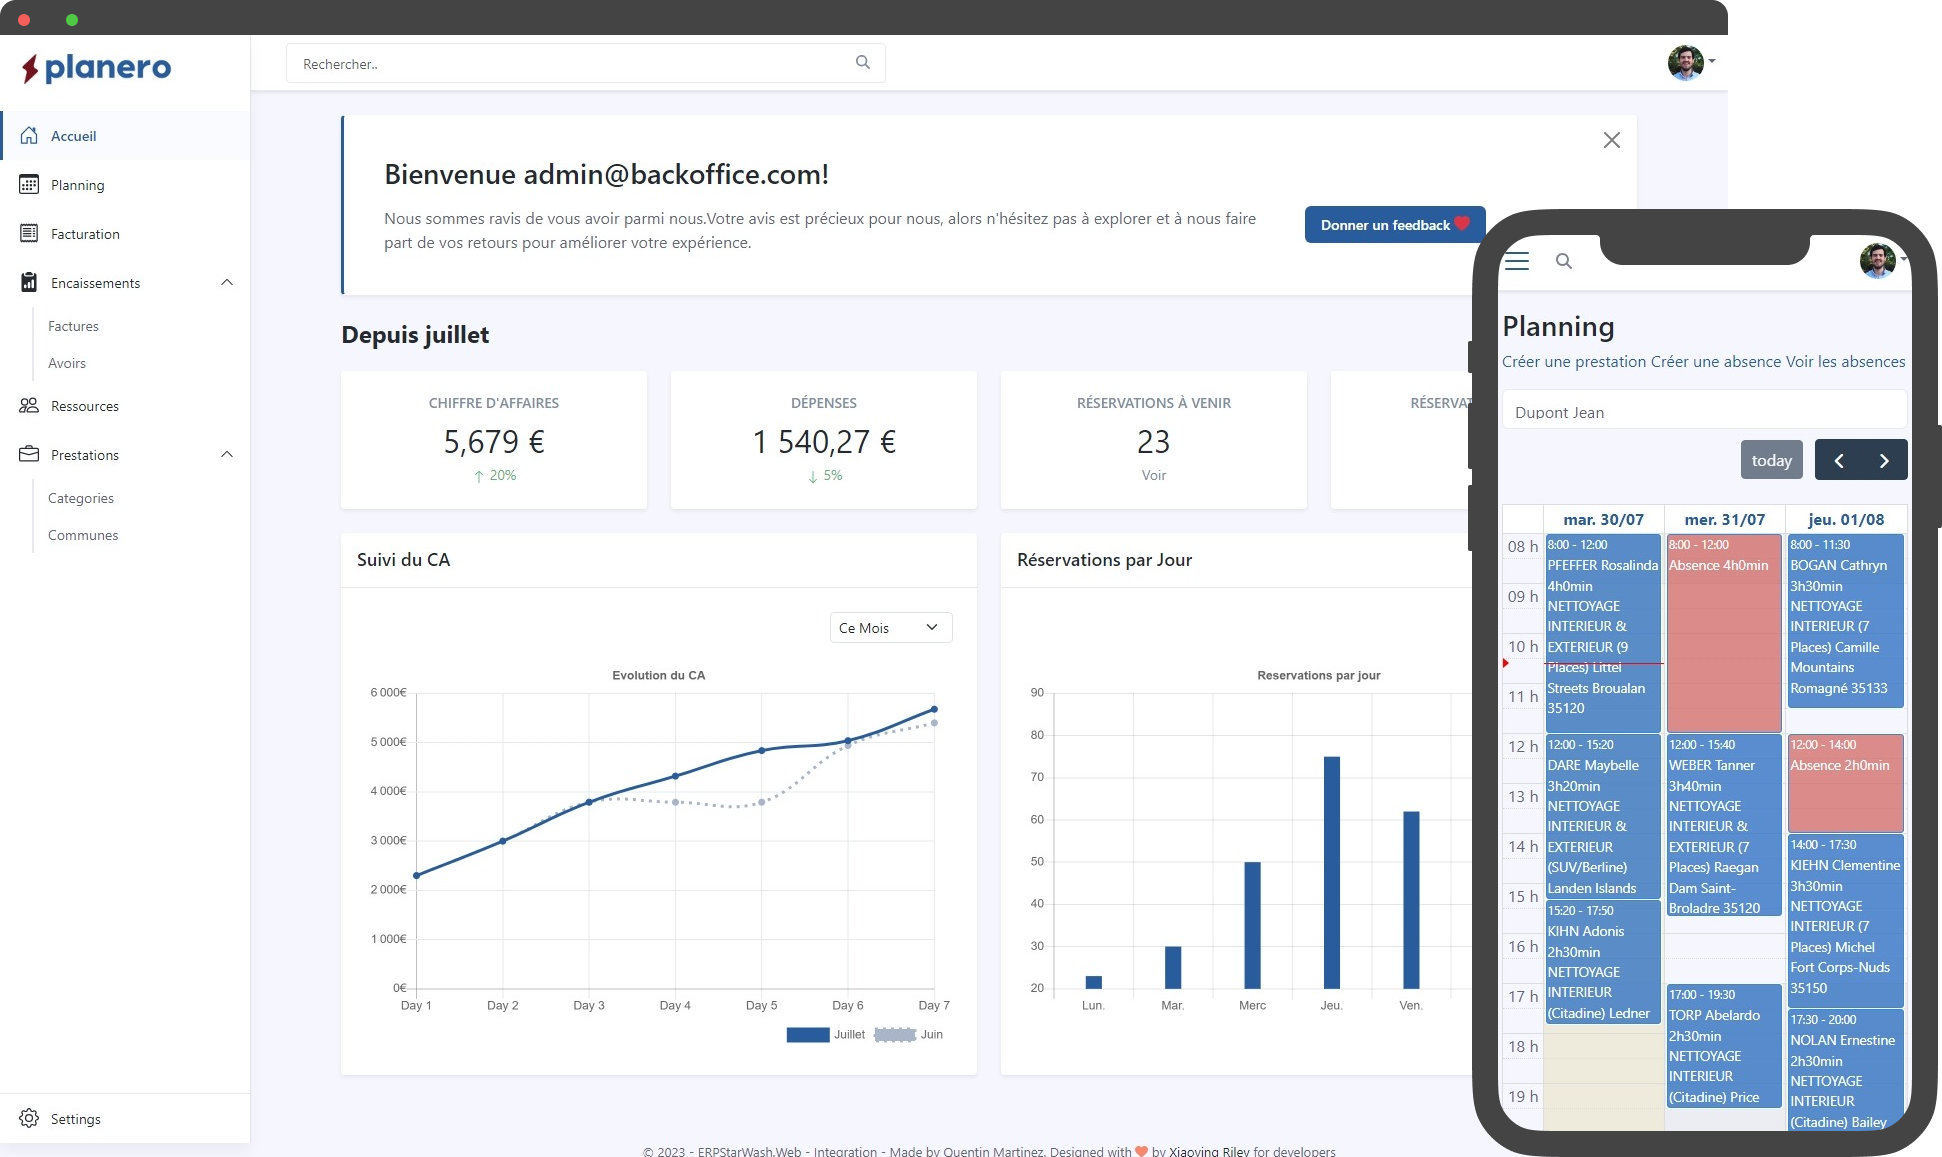 planero
Rechercher..
Accueil
Planning
Facturation
Encaissements
Factures
Avoirs
Ressources
Prestations
Categories
Communes
Settings
Bienvenue admin@backoffice.com!
Nous sommes ravis de vous avoir parmi nous.Votre avis est précieux pour nous, alors n'hésitez pas à explorer et à nous faire
part de vos retours pour améliorer votre expérience.
Donner un feedback
Depuis juillet
CHIFFRE D'AFFAIRES
5,679 €
↑ 20%
DÉPENSES
1 540,27 €
↓ 5%
RÉSERVATIONS À VENIR
23
Voir
RÉSERVAT
Suivi du CA
Ce Mois
Evolution du CA
6 000€
5 000€
4 000€
3 000€
2 000€
1 000€
0€
Day 1 Day 2 Day 3 Day 4 Day 5 Day 6 Day 7
Juillet Juin
Réservations par Jour
Reservations par jour
90
80
70
60
50
40
30
20
Lun. Mar. Merc Jeu. Ven.
© 2023 - ERPStarWash.Web - Integration - Made by Quentin Martinez. Designed with ❤ by Xiaoying Riley for developers
Planning
Créer une prestation Créer une absence Voir les absences
Dupont Jean
today
mar. 30/07 mer. 31/07 jeu. 01/08
08 h
09 h
10 h
11 h
12 h
13 h
14 h
15 h
16 h
17 h
18 h
19 h
8:00 - 12:00
PFEFFER Rosalinda
4h0min
NETTOYAGE
INTERIEUR &
EXTERIEUR (9
Places) Littel
Streets Broualan
35120
12:00 - 15:20
DARE Maybelle
3h20min
NETTOYAGE
INTERIEUR &
EXTERIEUR
(SUV/Berline)
Landen Islands
15:20 - 17:50
KIHN Adonis
2h30min
NETTOYAGE
INTERIEUR
(Citadine) Ledner
8:00 - 12:00
Absence 4h0min
12:00 - 15:40
WEBER Tanner
3h40min
NETTOYAGE
INTERIEUR &
EXTERIEUR (7
Places) Raegan
Dam Saint-
Broladre 35120
17:00 - 19:30
TORP Abelardo
2h30min
NETTOYAGE
INTERIEUR
(Citadine) Price
8:00 - 11:30
BOGAN Cathryn
3h30min
NETTOYAGE
INTERIEUR (7
Places) Camille
Mountains
Romagné 35133
12:00 - 14:00
Absence 2h0min
14:00 - 17:30
KIEHN Clementine
3h30min
NETTOYAGE
INTERIEUR (7
Places) Michel
Fort Corps-Nuds
35150
17:30 - 20:00
NOLAN Ernestine
2h30min
NETTOYAGE
INTERIEUR
(Citadine) Bailey